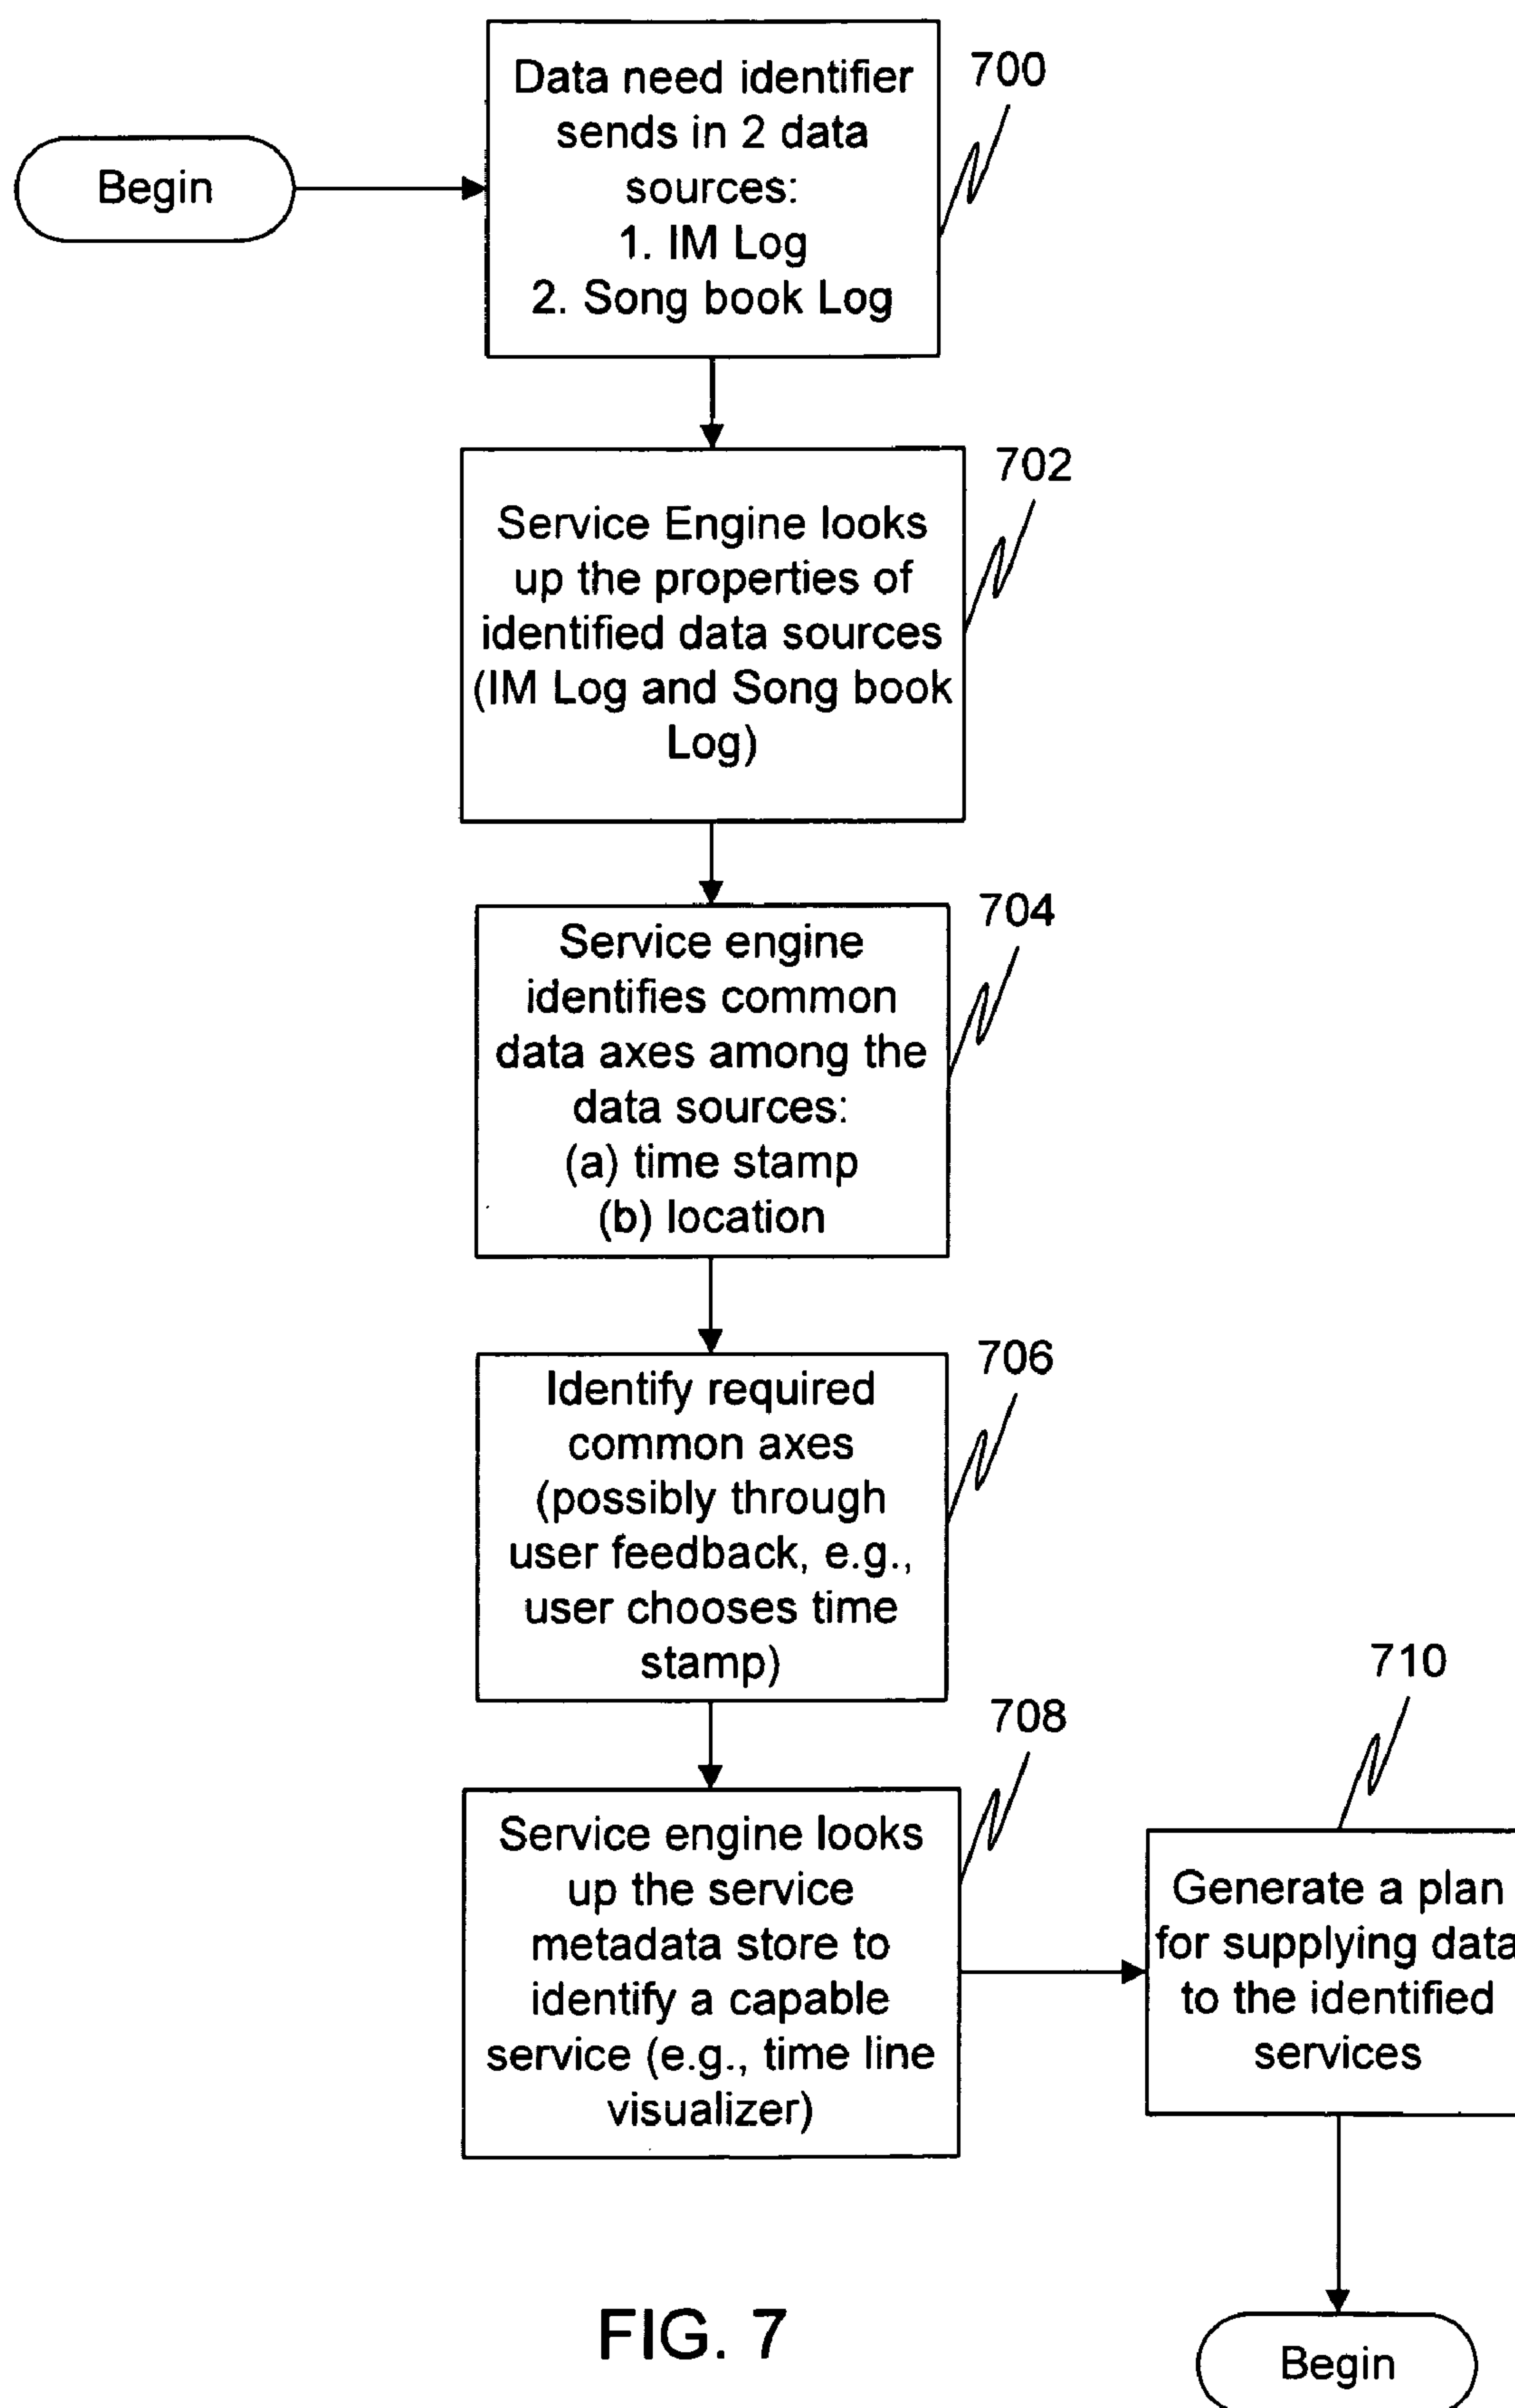 Begin
Data need identifier
sends in 2 data
sources:
1. IM Log
2. Song book Log
700
Service Engine looks
up the properties of
identified data sources
(IM Log and Song book
Log)
702
Service engine
identifies common
data axes among the
data sources:
(a) time stamp
(b) location
704
Identify required
common axes
(possibly through
user feedback, e.g.,
user chooses time
stamp)
706
Service engine looks
up the service
metadata store to
identify a capable
service (e.g., time line
visualizer)
708
Generate a plan
for supplying data
to the identified
services
710
Begin
FIG. 7